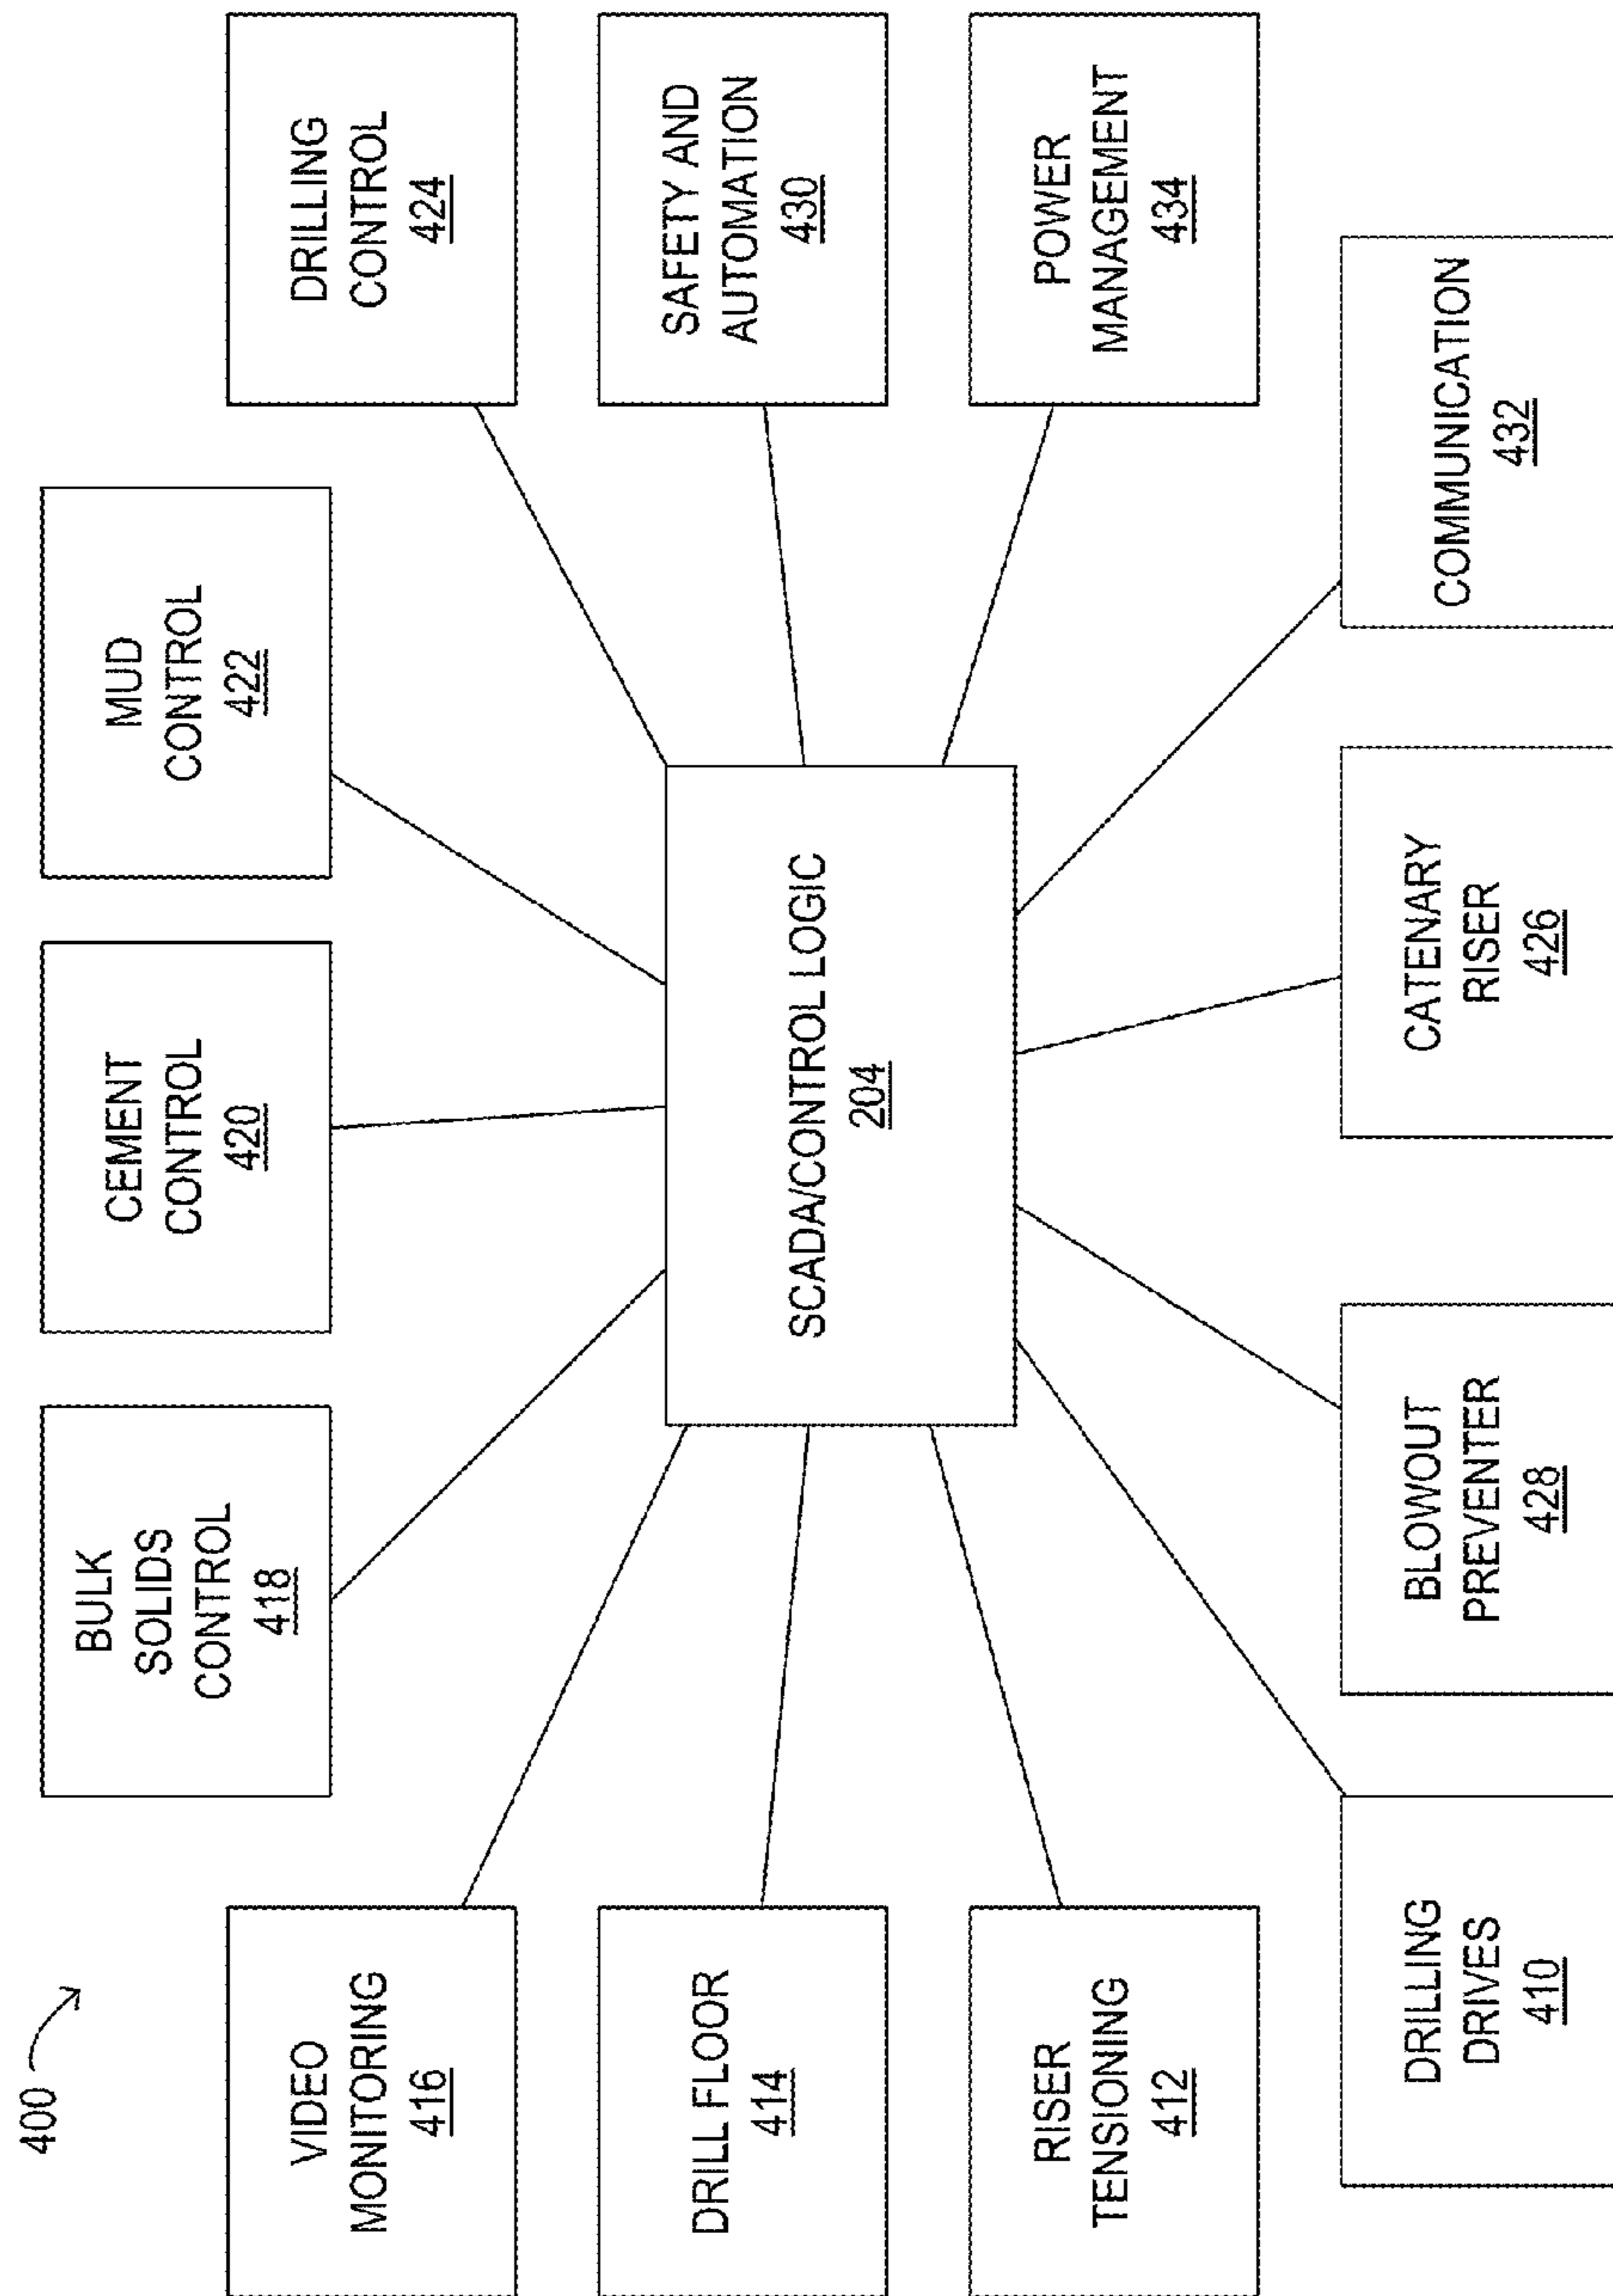 400
BULK
SOLIDS
CONTROL
418
CEMENT
CONTROL
420
MUD
CONTROL
422
VIDEO
MONITORING
416
DRILLING
CONTROL
424
DRILL FLOOR
414
SCADA/CONTROL LOGIC
204
SAFETY AND
AUTOMATION
430
RISER
TENSIONING
412
POWER
MANAGEMENT
434
DRILLING
DRIVES
410
BLOWOUT
PREVENTER
428
CATENARY
RISER
426
COMMUNICATION
432